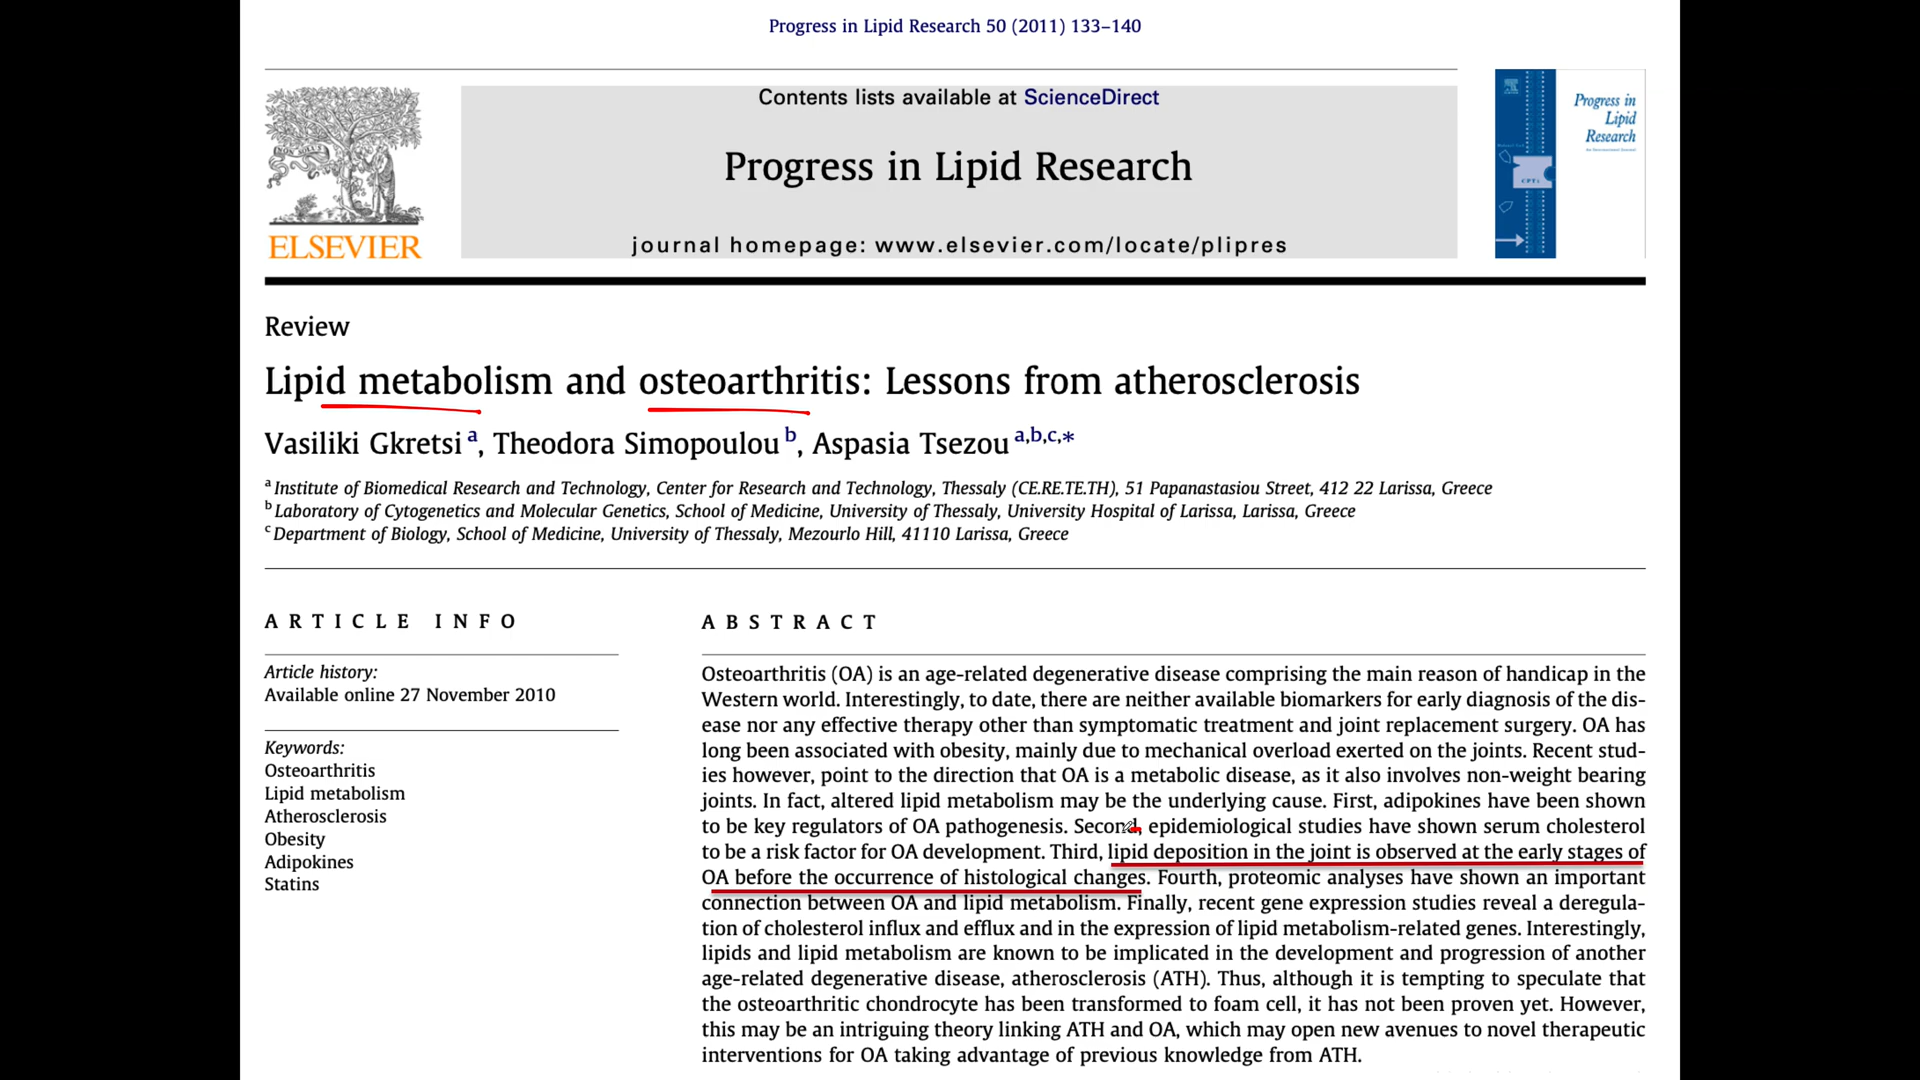 Progress in Lipid Research 50 (2011) 133–140
Contents lists available at ScienceDirect
Progress in Lipid Research
journal homepage: www.elsevier.com/locate/plipres
ELSEVIER
Progress in
Lipid
Research
Review
Lipid metabolism and osteoarthritis: Lessons from atherosclerosis
Vasiliki Gkretsi a, Theodora Simopoulou b, Aspasia Tsezou a,b,c,*
a Institute of Biomedical Research and Technology, Center for Research and Technology, Thessaly (CE.RE.TE.TH), 51 Papanastasiou Street, 412 22 Larissa, Greece
b Laboratory of Cytogenetics and Molecular Genetics, School of Medicine, University of Thessaly, University Hospital of Larissa, Larissa, Greece
c Department of Biology, School of Medicine, University of Thessaly, Mezourlo Hill, 41110 Larissa, Greece
ARTICLE INFO
Article history:
Available online 27 November 2010
Keywords:
Osteoarthritis
Lipid metabolism
Atherosclerosis
Obesity
Adipokines
Statins
ABSTRACT
Osteoarthritis (OA) is an age-related degenerative disease comprising the main reason of handicap in the
Western world. Interestingly, to date, there are neither available biomarkers for early diagnosis of the dis-
ease nor any effective therapy other than symptomatic treatment and joint replacement surgery. OA has
long been associated with obesity, mainly due to mechanical overload exerted on the joints. Recent stud-
ies however, point to the direction that OA is a metabolic disease, as it also involves non-weight bearing
joints. In fact, altered lipid metabolism may be the underlying cause. First, adipokines have been shown
to be key regulators of OA pathogenesis. Second, epidemiological studies have shown serum cholesterol
to be a risk factor for OA development. Third, lipid deposition in the joint is observed at the early stages of
OA before the occurrence of histological changes. Fourth, proteomic analyses have shown an important
connection between OA and lipid metabolism. Finally, recent gene expression studies reveal a deregula-
tion of cholesterol influx and efflux and in the expression of lipid metabolism-related genes. Interestingly,
lipids and lipid metabolism are known to be implicated in the development and progression of another
age-related degenerative disease, atherosclerosis (ATH). Thus, although it is tempting to speculate that
the osteoarthritic chondrocyte has been transformed to foam cell, it has not been proven yet. However,
this may be an intriguing theory linking ATH and OA, which may open new avenues to novel therapeutic
interventions for OA taking advantage of previous knowledge from ATH.